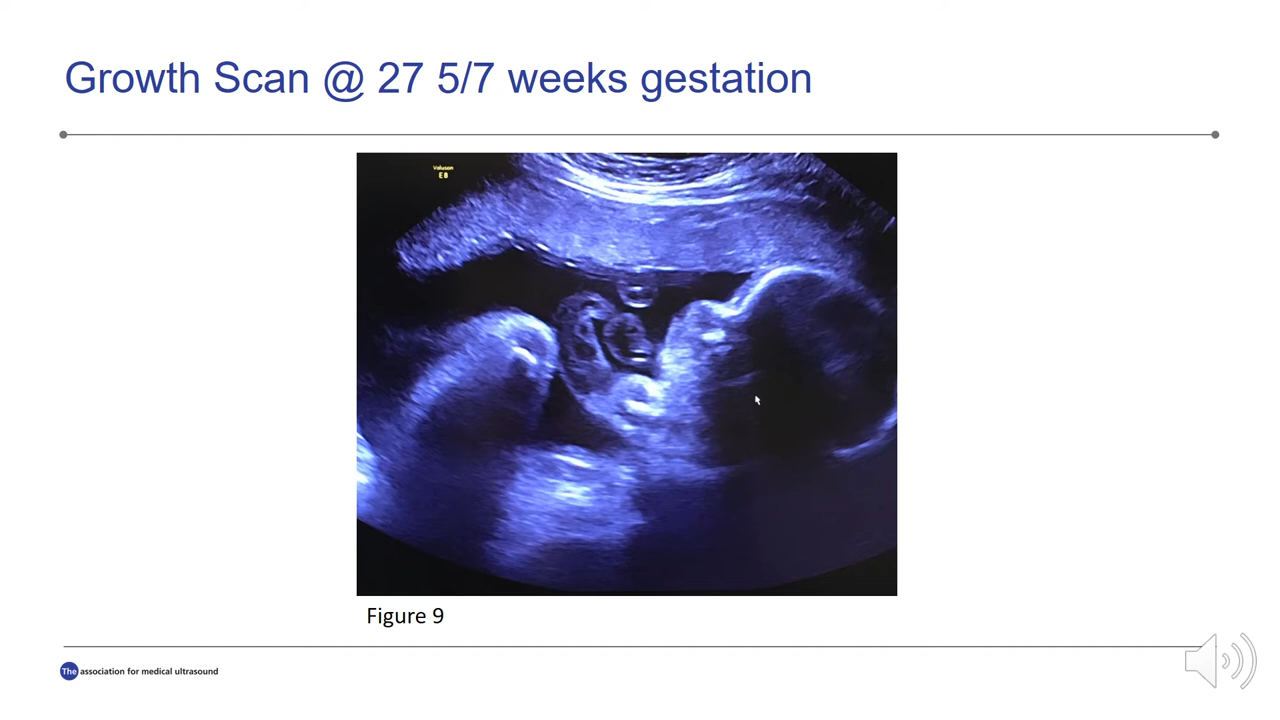 Growth Scan @ 27 5/7 weeks gestation
Voluson
E8
Figure 9
The association for medical ultrasound